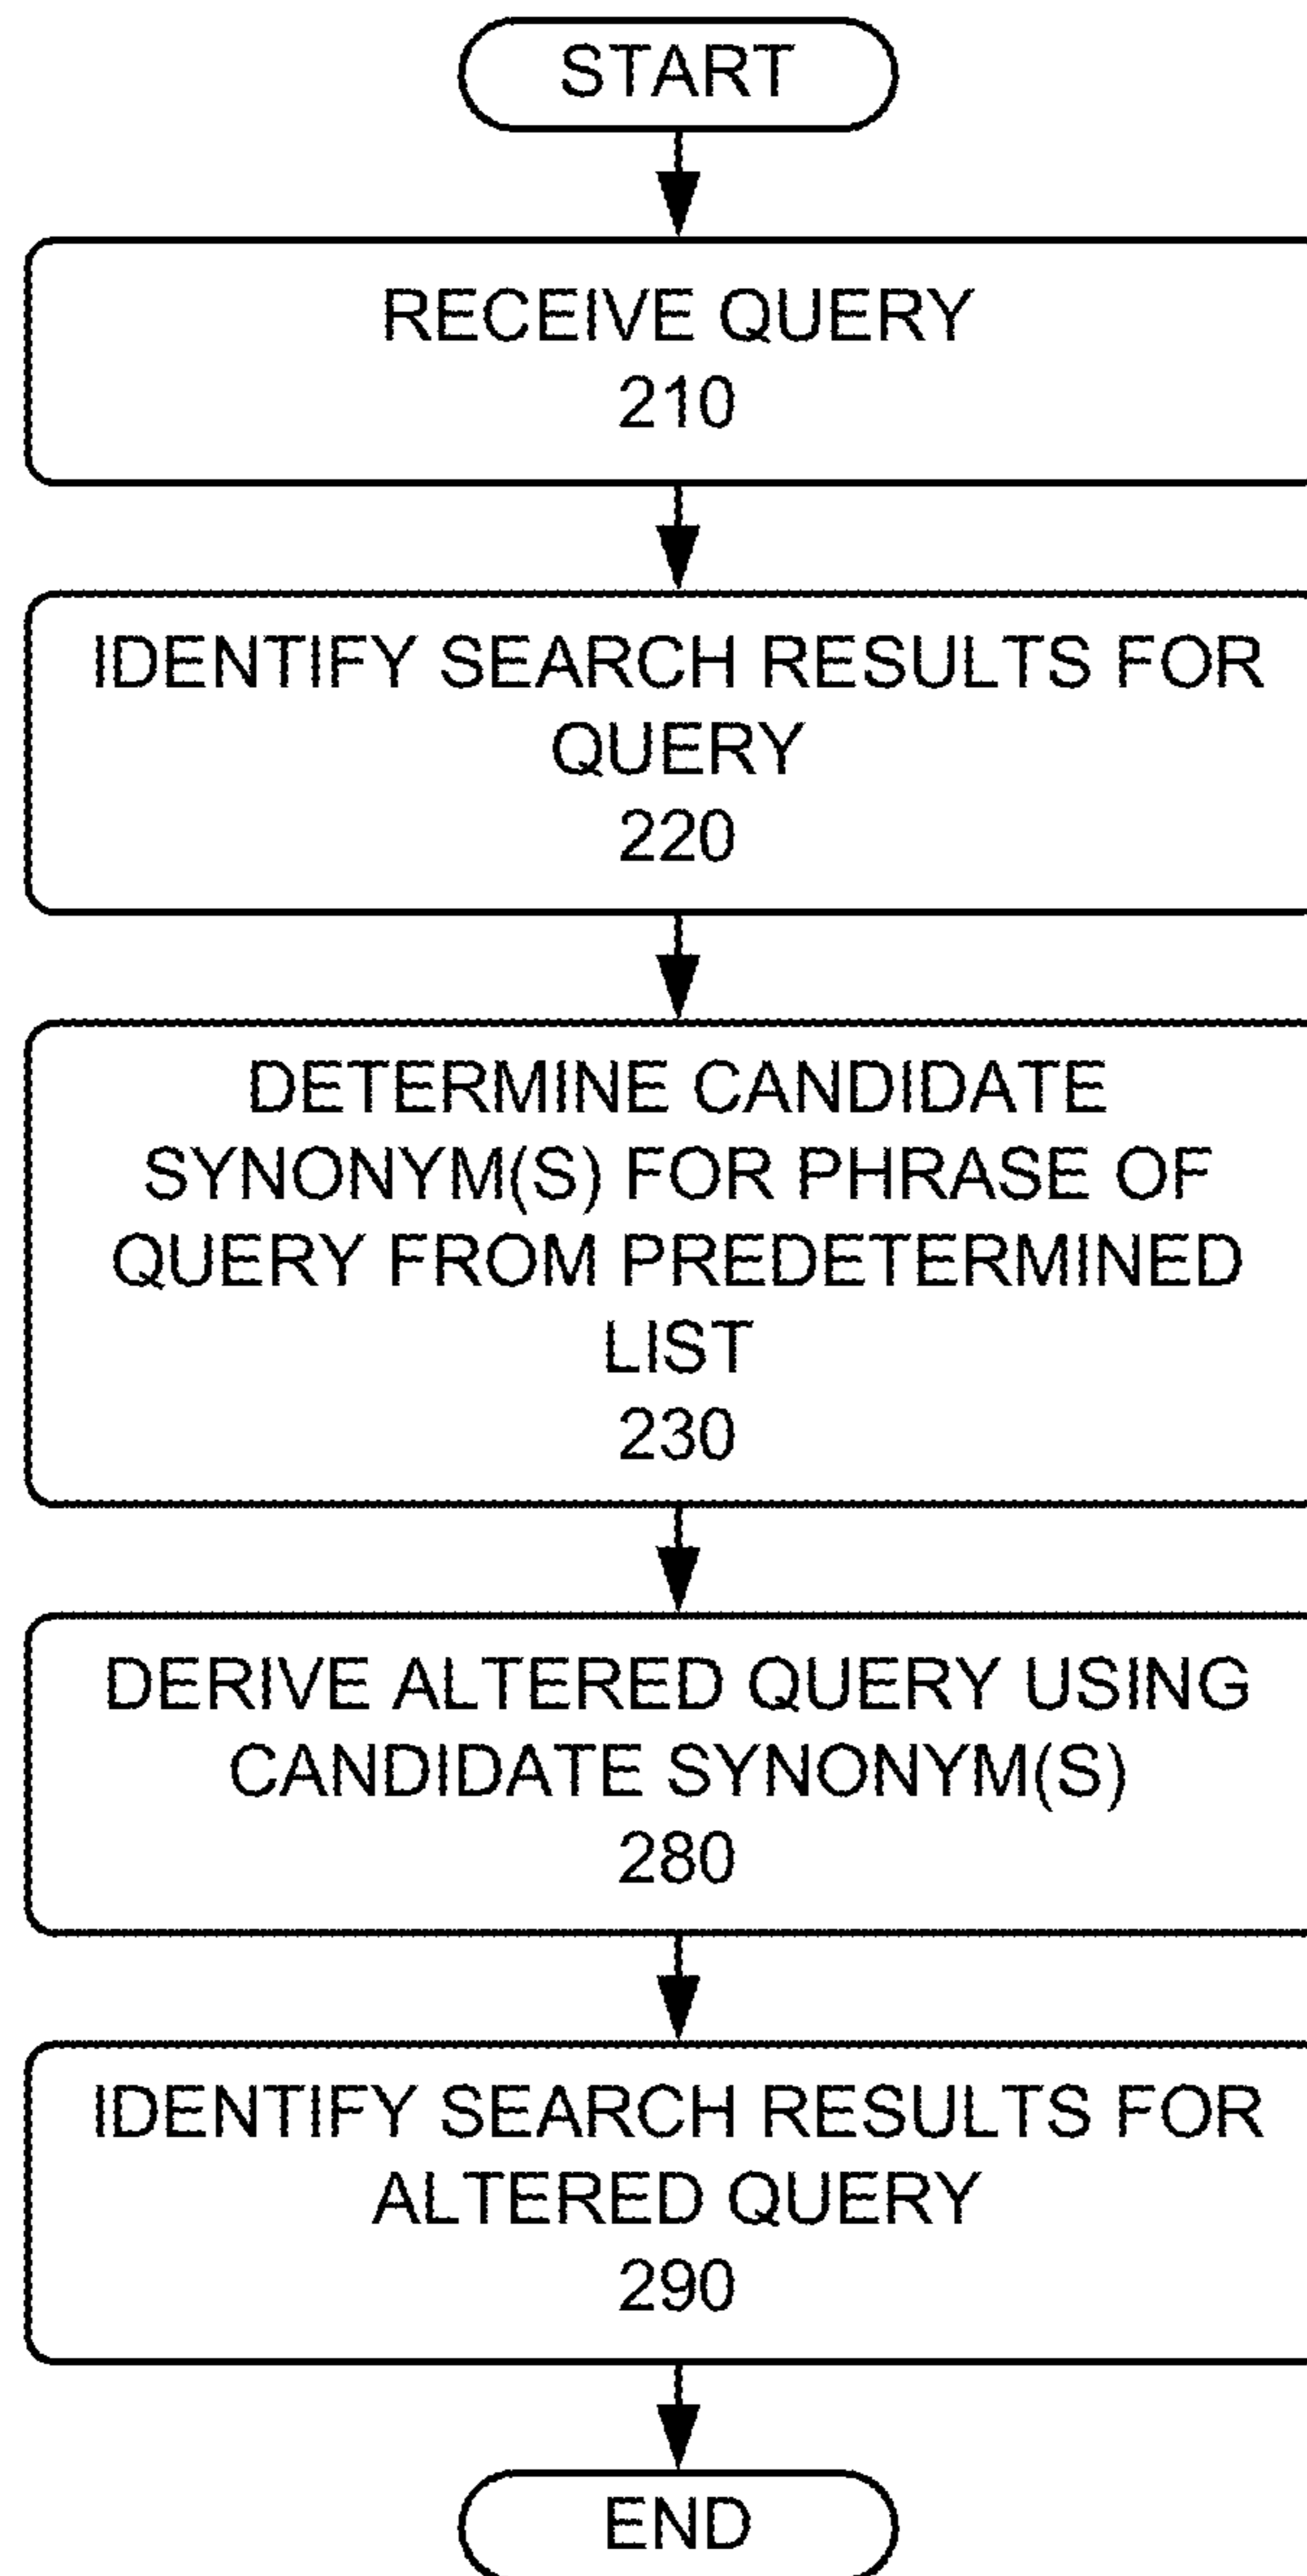 START
RECEIVE QUERY
210
IDENTIFY SEARCH RESULTS FOR
QUERY
220
DETERMINE CANDIDATE
SYNONYM(S) FOR PHRASE OF
QUERY FROM PREDETERMINED
LIST
230
DERIVE ALTERED QUERY USING
CANDIDATE SYNONYM(S)
280
IDENTIFY SEARCH RESULTS FOR
ALTERED QUERY
290
END